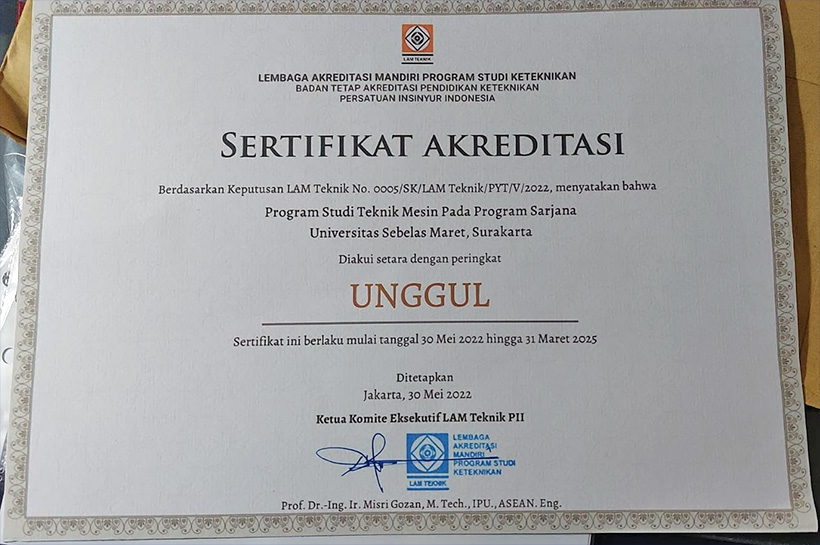 LAM TEKNIK
LEMBAGA AKREDITASI MANDIRI PROGRAM STUDI KETEKNIKAN
BADAN TETAP AKREDITASI PENDIDIKAN KETEKNIKAN
PERSATUAN INSINYUR INDONESIA
SERTIFIKAT AKREDITASI
Berdasarkan Keputusan LAM Teknik No. 0005/SK/LAM Teknik/PYT/V/2022, menyatakan bahwa
Program Studi Teknik Mesin Pada Program Sarjana
Universitas Sebelas Maret, Surakarta
Diakui setara dengan peringkat
UNGGUL
Sertifikat ini berlaku mulai tanggal 30 Mei 2022 hingga 31 Maret 2025
Ditetapkan
Jakarta, 30 Mei 2022
Ketua Komite Eksekutif LAM Teknik PII
LEMBAGA
AKREDITASI
MANDIRI
PROGRAM STUDI
KETEKNIKAN
LAM TEKNIK
Prof. Dr.-Ing. Ir. Misri Gozan, M. Tech., IPU., ASEAN. Eng.